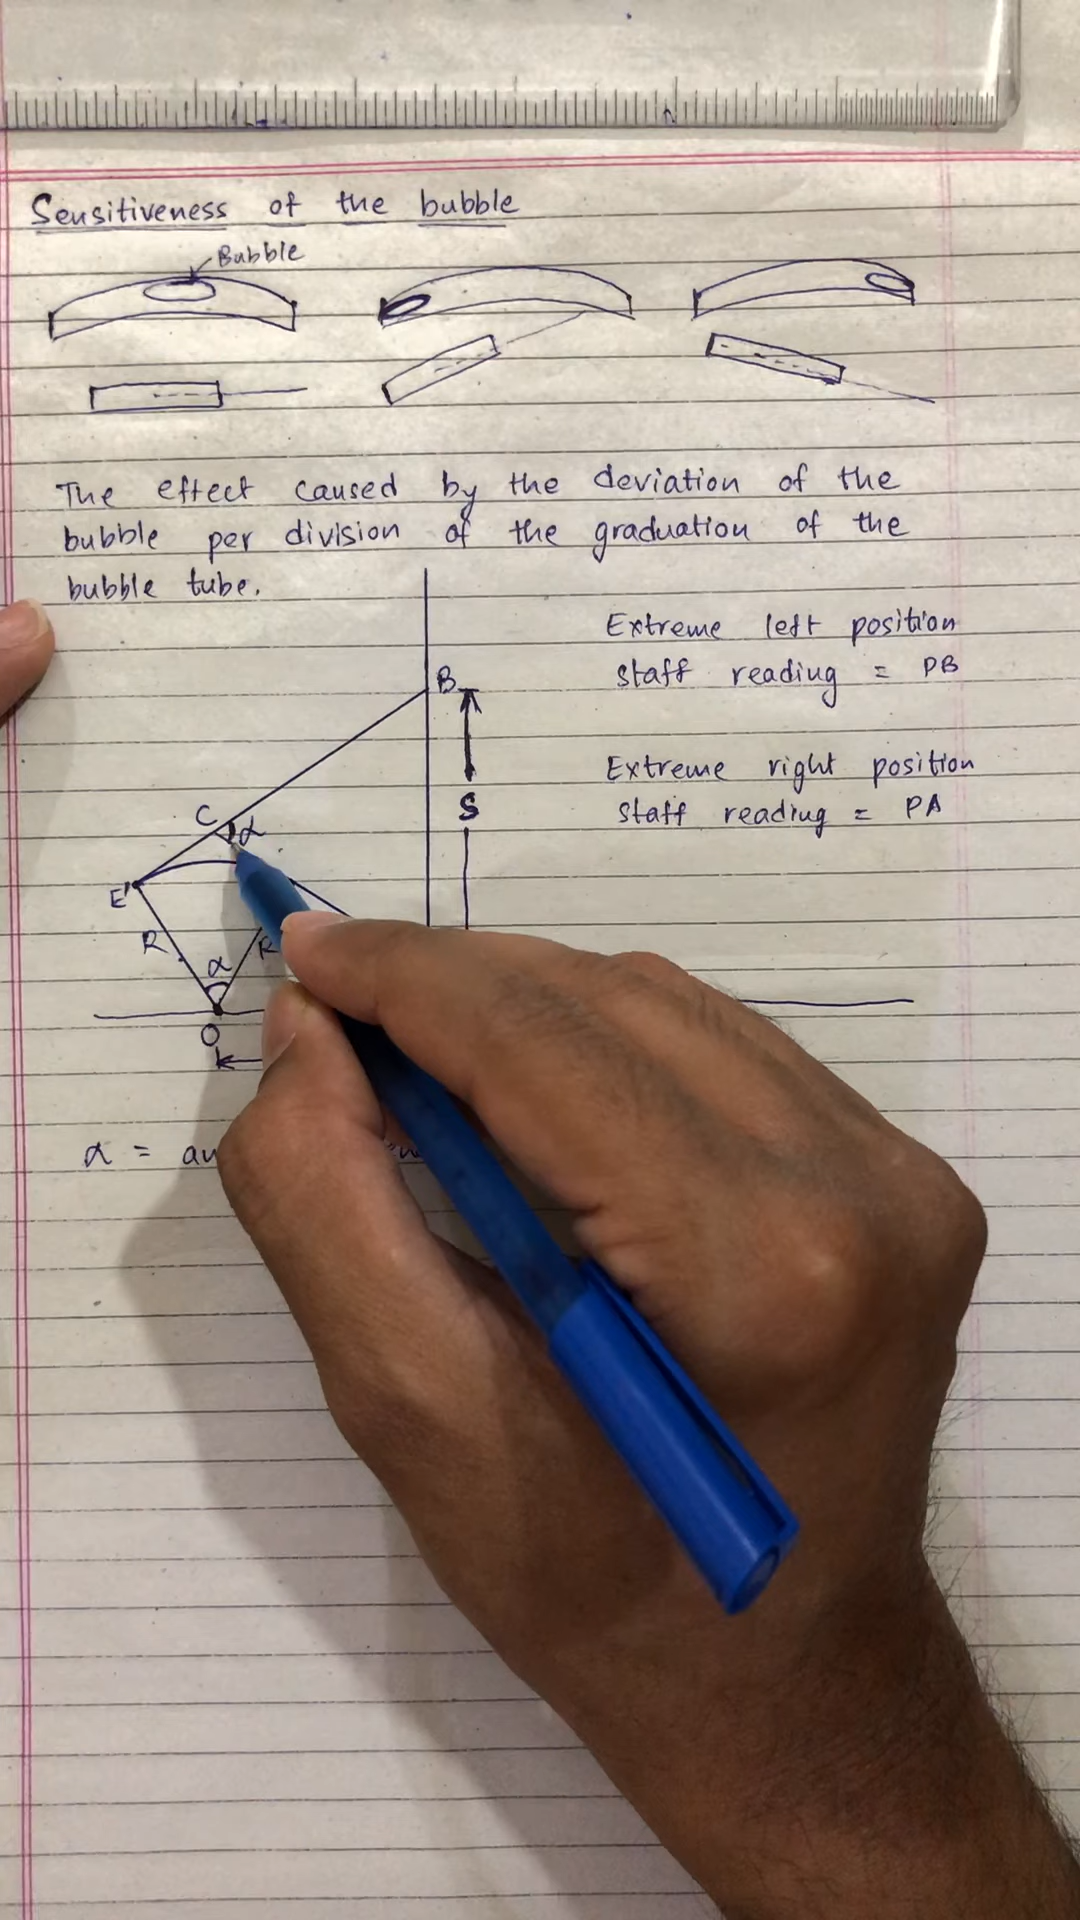 Sensitiveness of the bubble
Bubble
The effect caused by the deviation of the
bubble per division of the graduation of the
bubble tube.
Extreme left position
staff reading = PB
Extreme right position
staff reading = PA
B
S
C
α
E'
R
R
α
O
α =